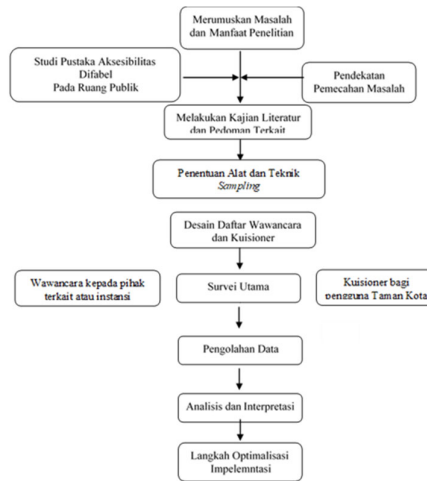 Merumuskan Masalah
dan Manfaat Penelitian
Studi Pustaka Aksesibilitas
Difabel
Pada Ruang Publik
Pendekatan
Pemecahan Masalah
Melakukan Kajian Literatur
dan Pedoman Terkait
Penentuan Alat dan Teknik
Sampling
Desain Daftar Wawancara
dan Kuisioner
Wawancara kepada pihak
terkait atau instansi
Survei Utama
Kuisioner bagi
pengguna Taman Kota
Pengolahan Data
Analisis dan Interpretasi
Langkah Optimalisasi
Impelemntasi